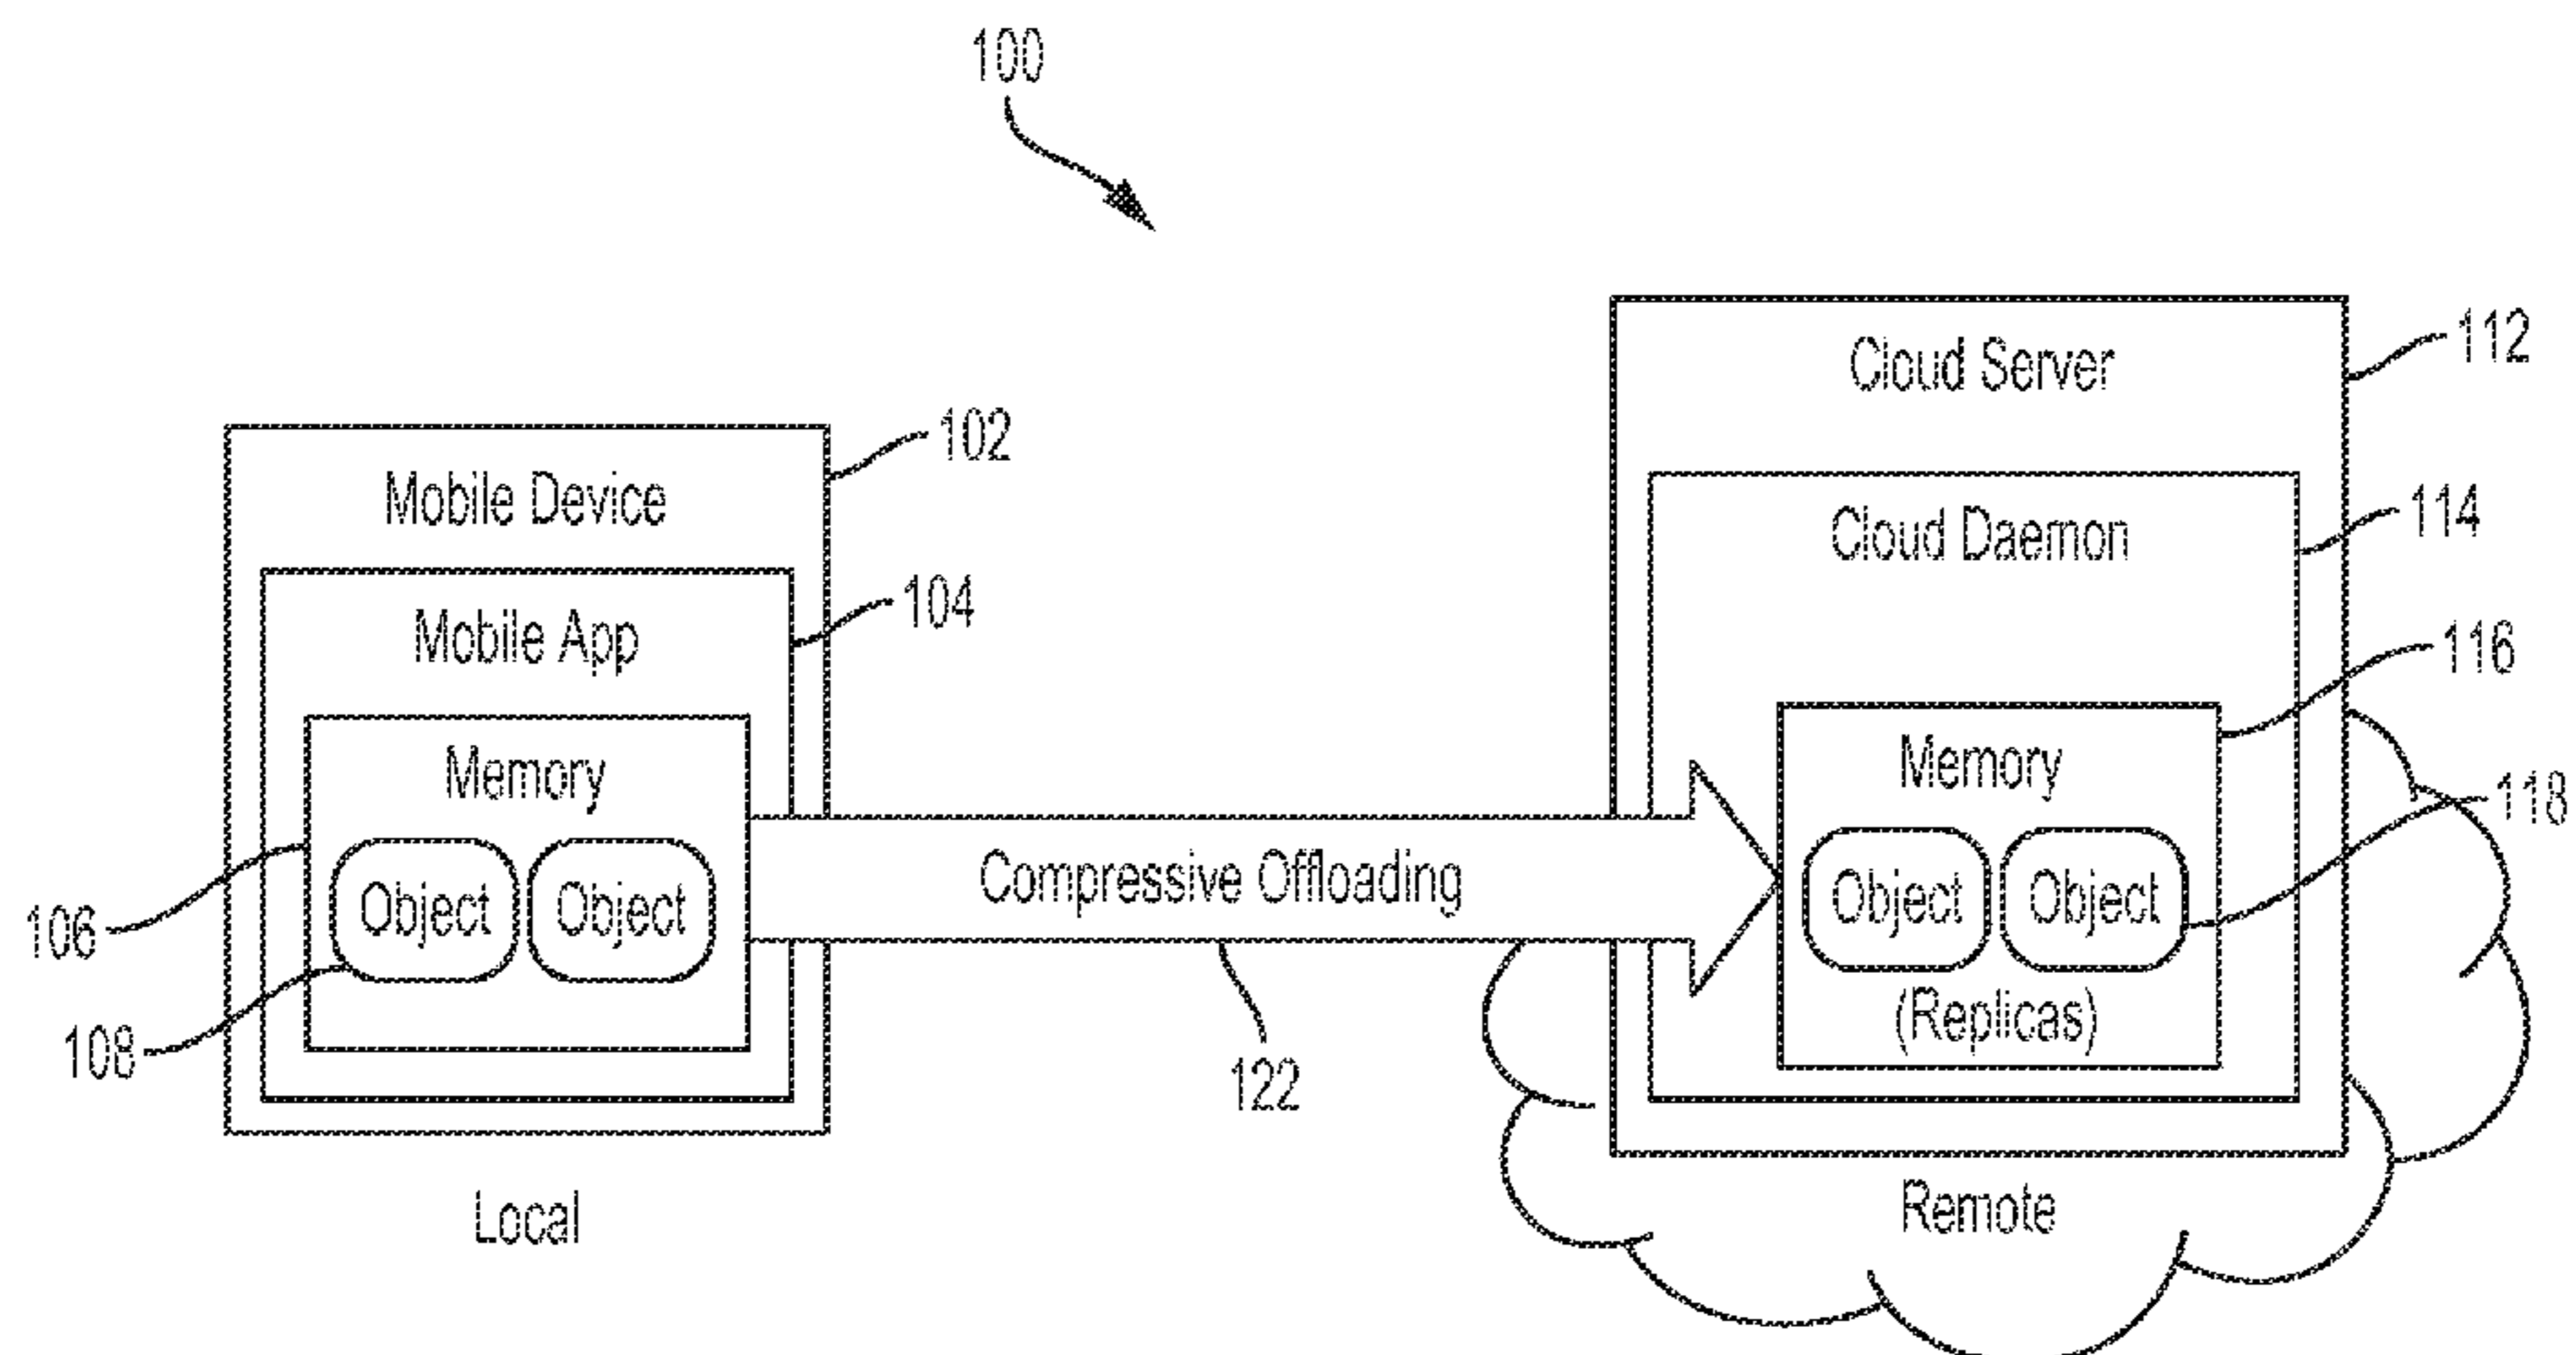 100
Cloud Server
112
Mobile Device
102
Cloud Daemon
114
Mobile App
104
116
Memory
Memory
118
Object Object
Compressive Offloading
Object Object
106
(Replicas)
108
122
Local
Remote